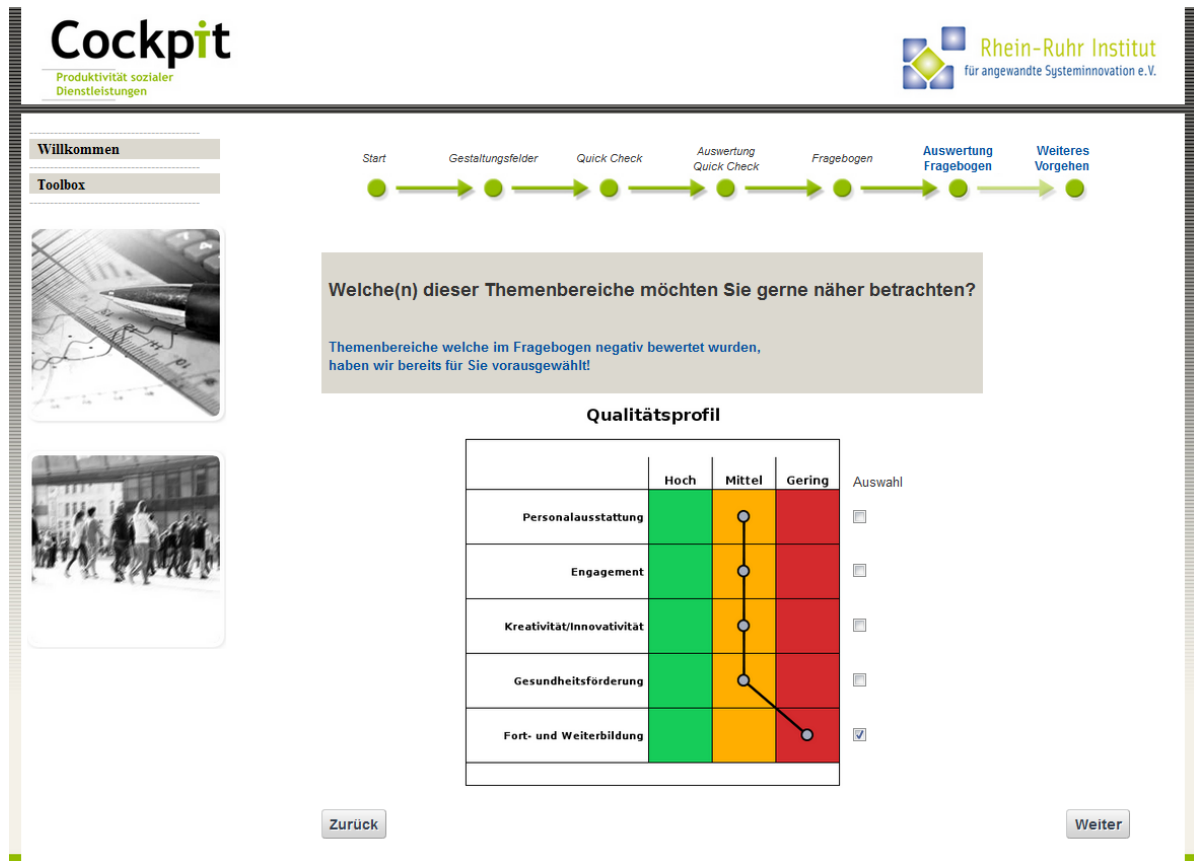 Cockpit
Produktivität sozialer
Dienstleistungen
Rhein-Ruhr Institut
für angewandte Systeminnovation e.V.
Willkommen
Toolbox
Start
Gestaltungsfelder
Quick Check
Auswertung
Quick Check
Fragebogen
Auswertung
Fragebogen
Weiteres
Vorgehen
Welche(n) dieser Themenbereiche möchten Sie gerne näher betrachten?
Themenbereiche welche im Fragebogen negativ bewertet wurden,
haben wir bereits für Sie vorausgewählt!
Qualitätsprofil
Hoch Mittel Gering Auswahl
Personalausstattung
Engagement
Kreativität/Innovativität
Gesundheitsförderung
Fort- und Weiterbildung
Zurück Weiter